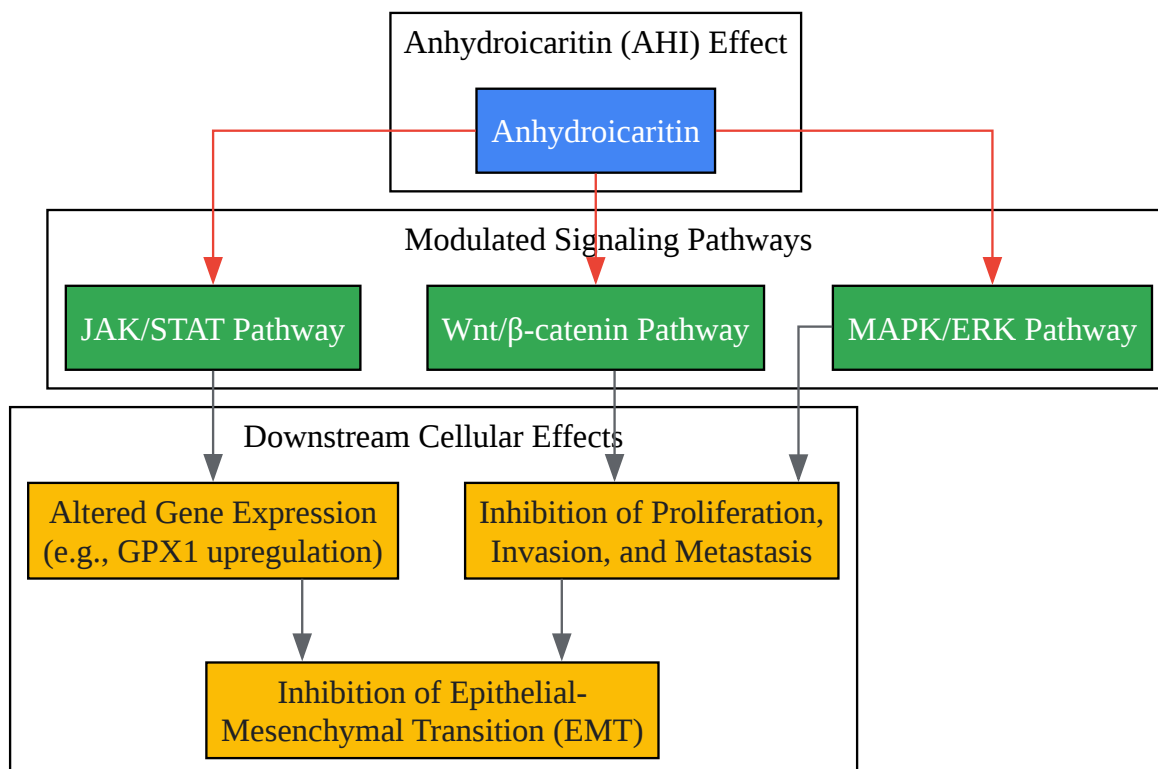 Anhydroicaritin (AHI) Effect
Anhydroicaritin
Modulated Signaling Pathways
JAK/STAT Pathway
Wnt/β-catenin Pathway
MAPK/ERK Pathway
Downstream Cellular Effects
Altered Gene Expression
(e.g., GPX1 upregulation)
Inhibition of Proliferation,
Invasion, and Metastasis
Inhibition of Epithelial-
Mesenchymal Transition (EMT)